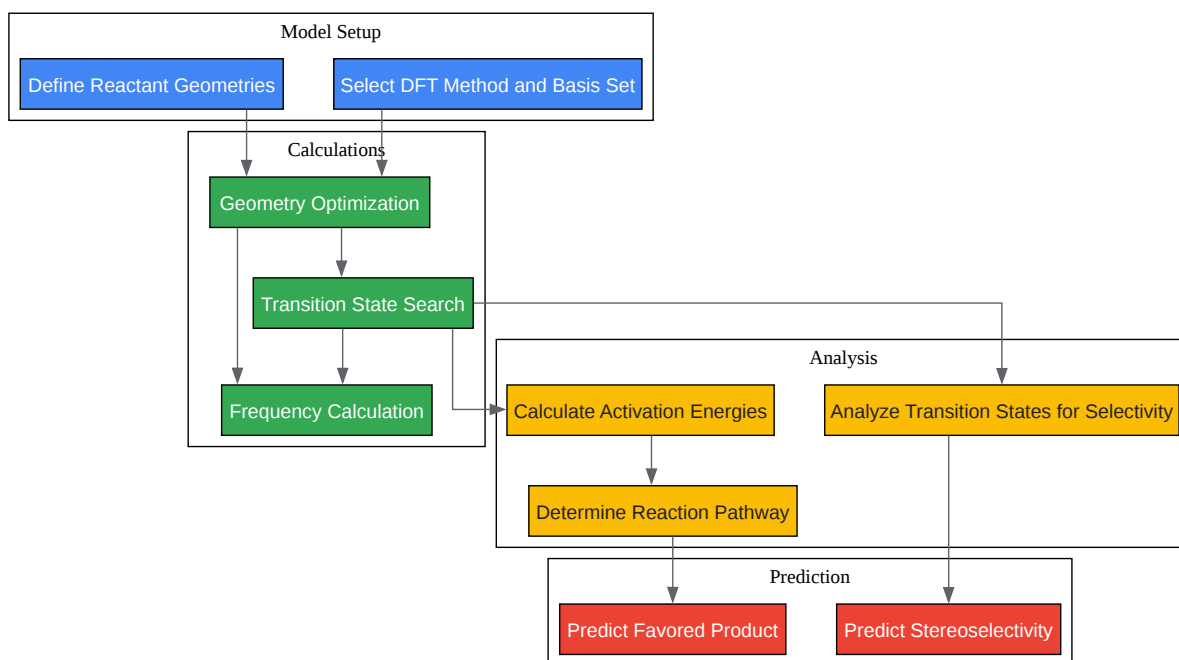 Model Setup
Define Reactant Geometries
Select DFT Method and Basis Set
Calculations
Geometry Optimization
Transition State Search
Frequency Calculation
Analysis
Calculate Activation Energies
Analyze Transition States for Selectivity
Determine Reaction Pathway
Prediction
Predict Favored Product
Predict Stereoselectivity